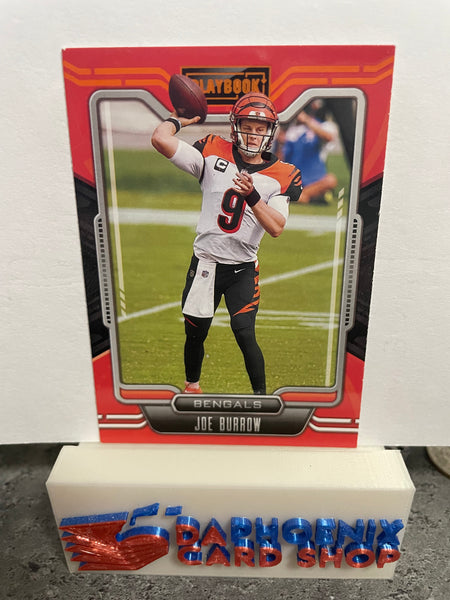 PLAYBOOK
9
BENGALS
JOE BURROW
DAPHOENIX
CARD SHOP